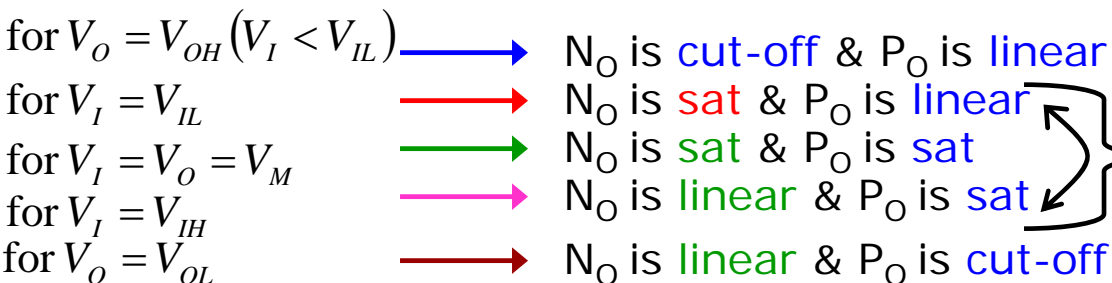 for V_O = V_OH (V_I < V_IL) N_O is cut-off & P_O is linear
for V_I = V_IL N_O is sat & P_O is linear
for V_I = V_O = V_M N_O is sat & P_O is sat
for V_I = V_IH N_O is linear & P_O is sat
for V_O = V_OL N_O is linear & P_O is cut-off